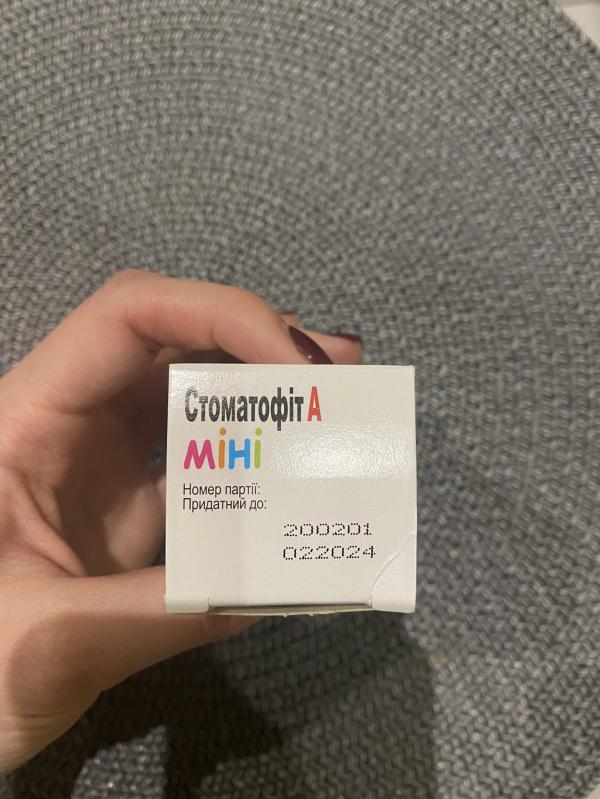 Стоматофіт А
міні
Номер партії:
Придатний до:
200201
022024